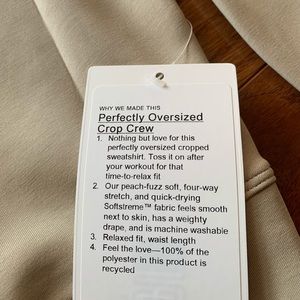 WHY WE MADE THIS
Perfectly Oversized
Crop Crew
1. Nothing but love for this
perfectly oversized cropped
sweatshirt. Toss it on after
your workout for that
time-to-relax fit
2. Our peach-fuzz soft, four-way
stretch, and quick-drying
Softstreme™ fabric feels smooth
next to skin, has a weighty
drape, and is machine washable
3. Relaxed fit, waist length
4. Feel the love—100% of the
polyester in this product is
recycled